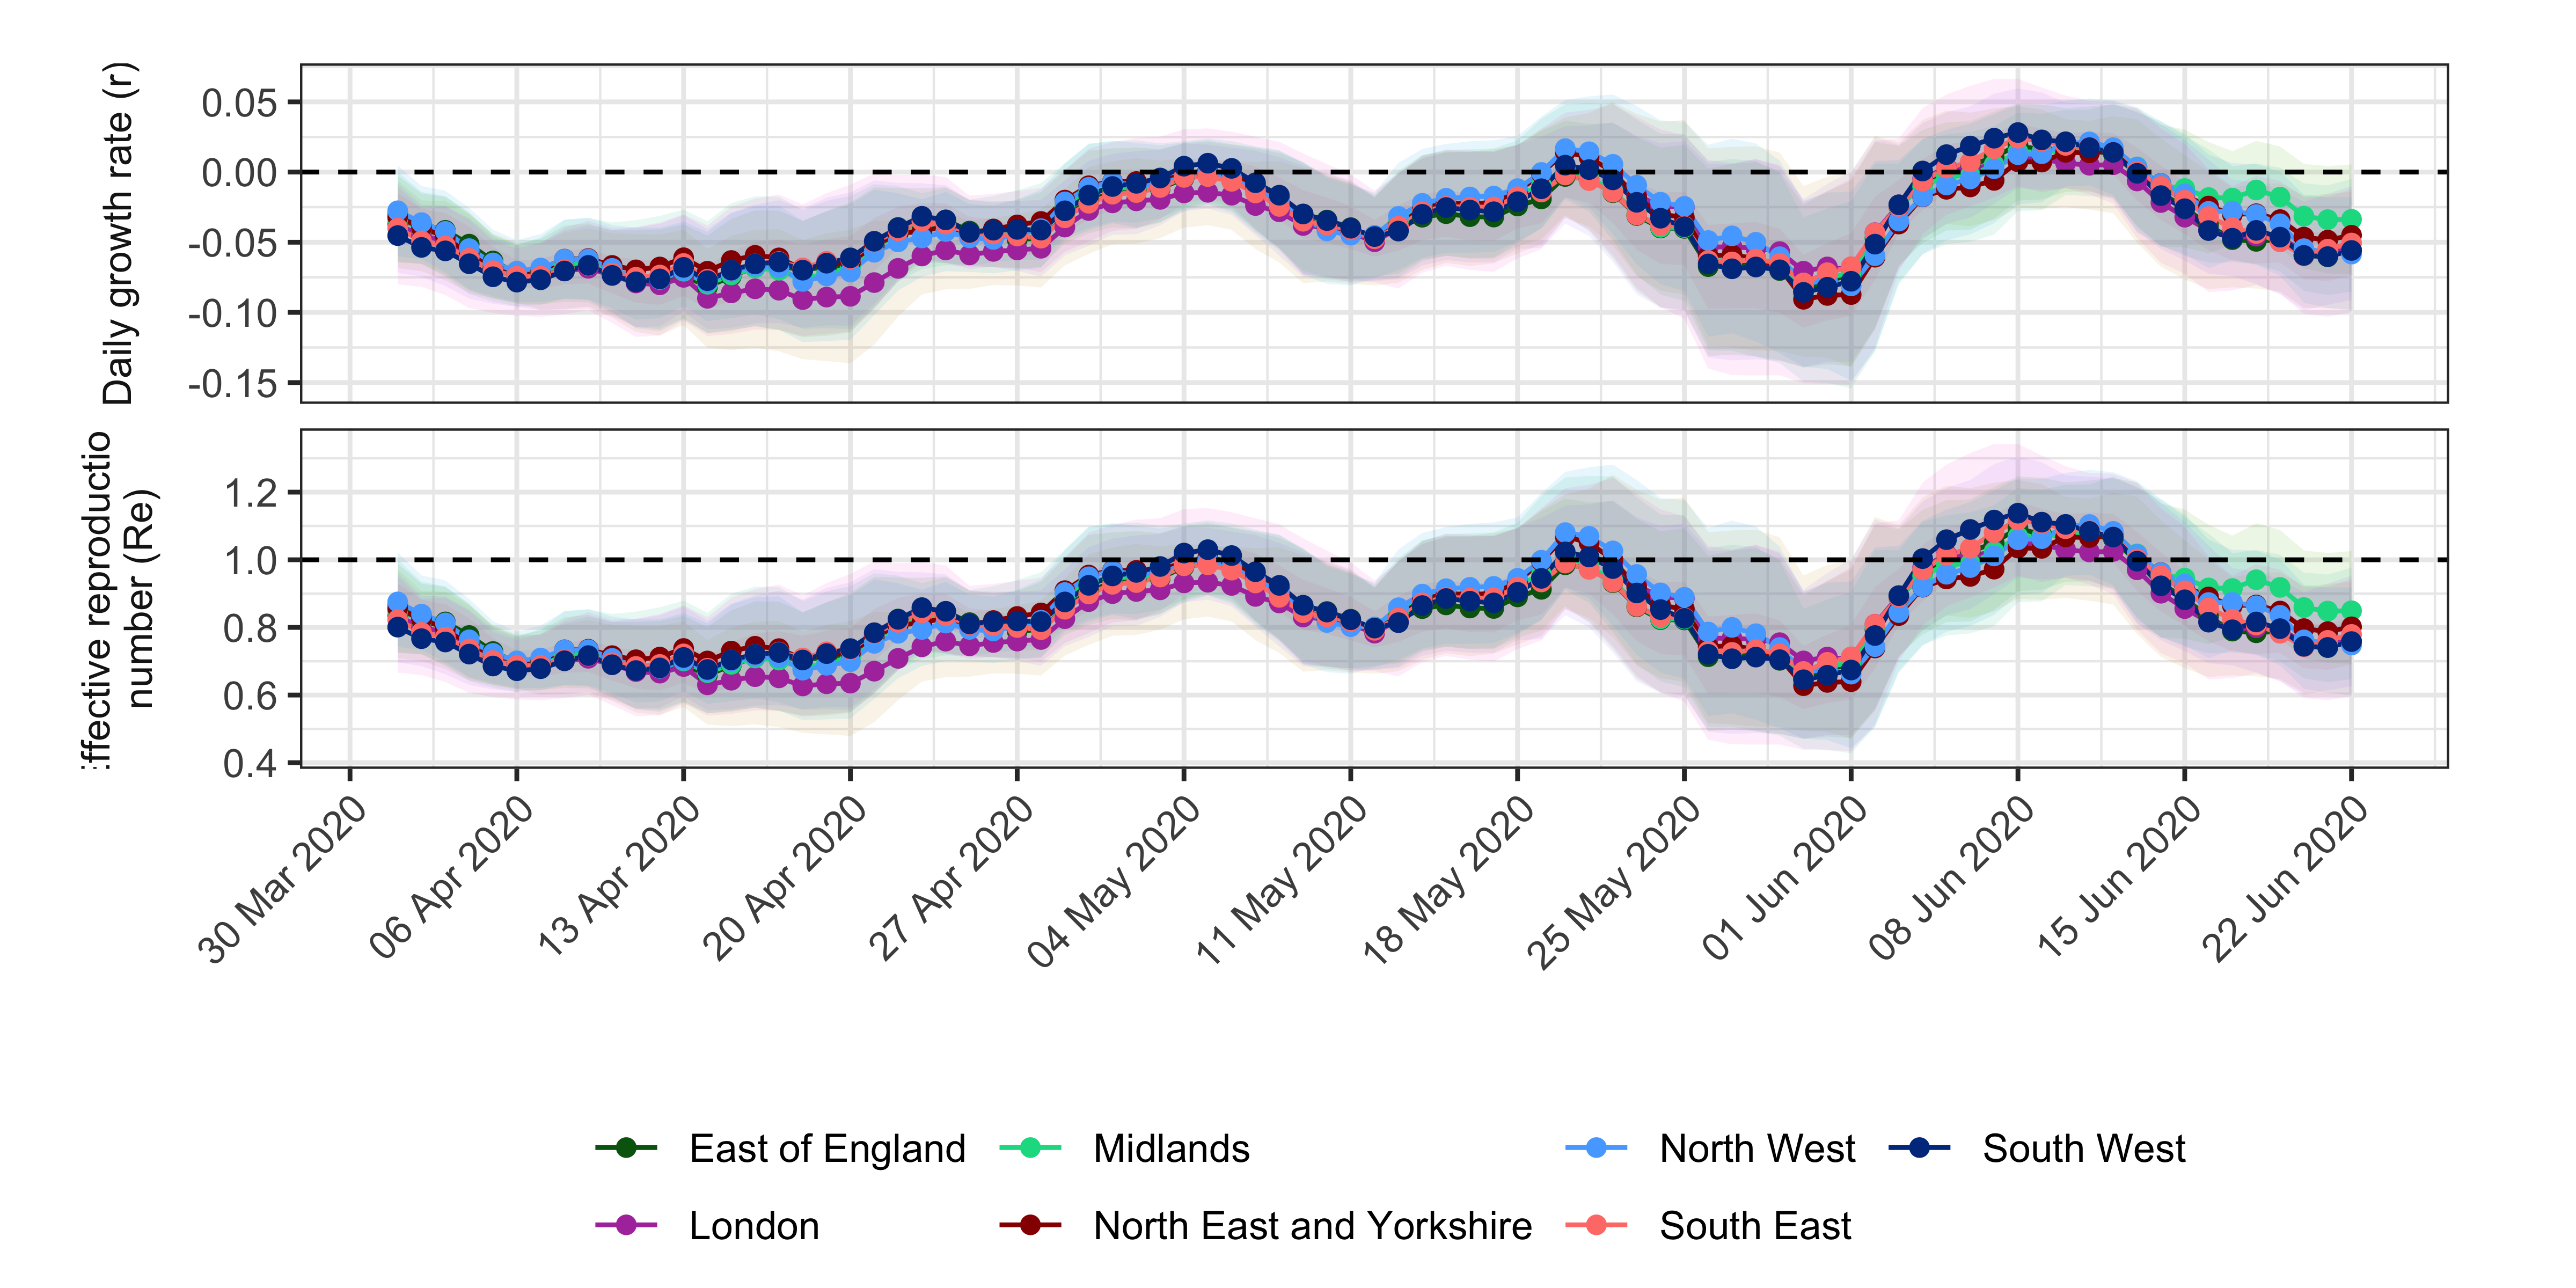 Daily growth rate (r)
0.05
0.00
-0.05
-0.10
-0.15
ffective reproductio
number (Re)
1.2
1.0
0.8
0.6
0.4
30 Mar 2020
06 Apr 2020
13 Apr 2020
20 Apr 2020
27 Apr 2020
04 May 2020
11 May 2020
18 May 2020
25 May 2020
01 Jun 2020
08 Jun 2020
15 Jun 2020
22 Jun 2020
East of England
Midlands
North West
South West
London
North East and Yorkshire
South East